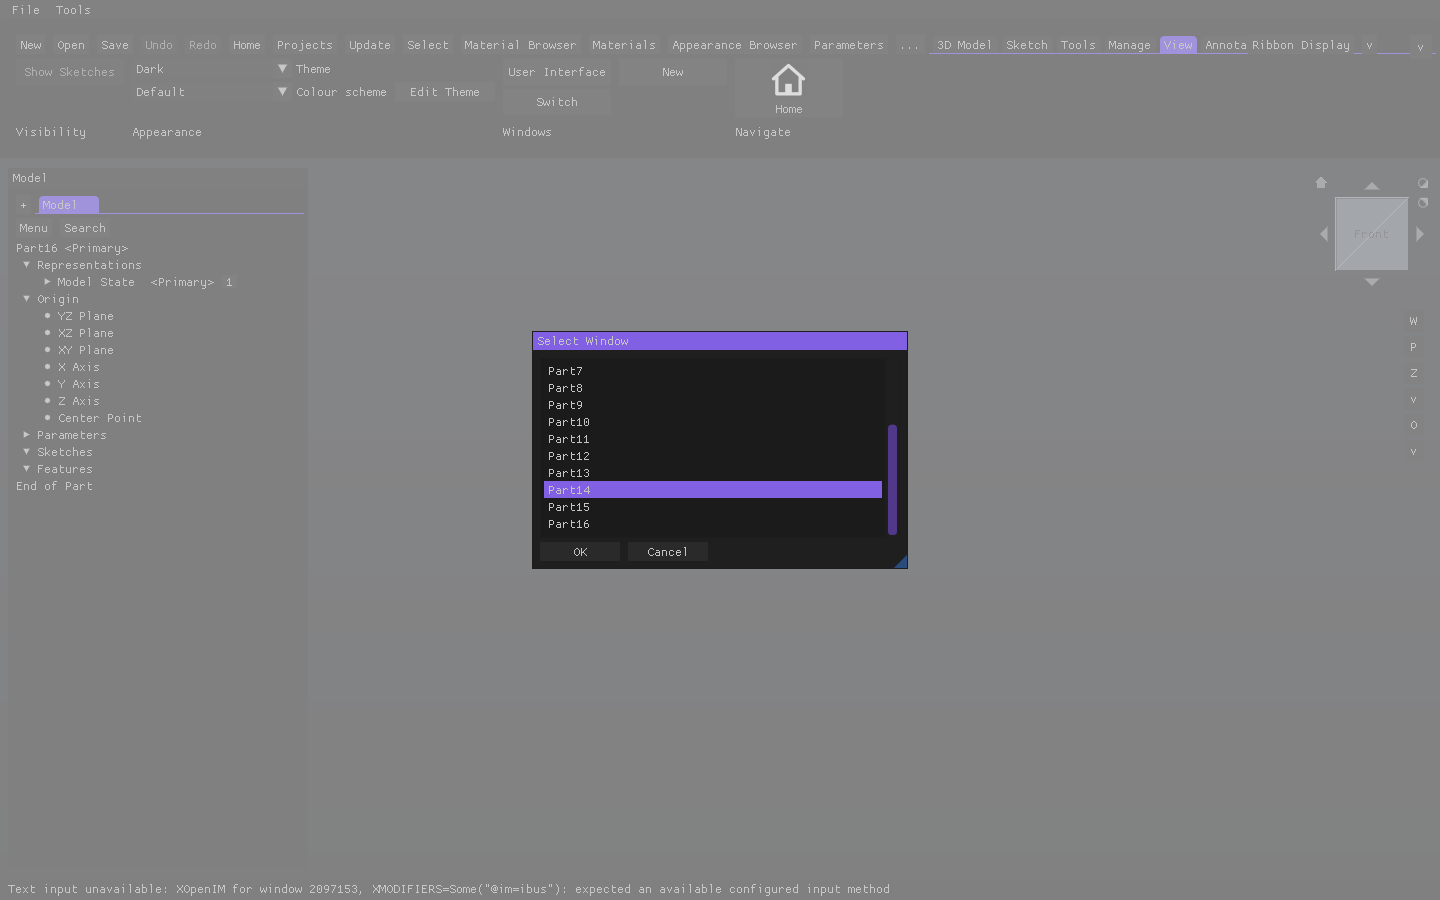 File Tools
New Open Save Undo Redo Home Projects Update Select Material Browser Materials Appearance Browser Parameters ... 3D Model Sketch Tools Manage View Annota Ribbon Display v v
Show Sketches Dark Theme User Interface New
Default Colour scheme Edit Theme Switch Home
Visibility Appearance Windows Navigate
Model
+ Model
Menu Search
Part16 <Primary>
Representations
Model State <Primary> 1
Origin
YZ Plane
XZ Plane
XY Plane
X Axis
Y Axis
Z Axis
Center Point
Parameters
Sketches
Features
End of Part
Select Window
Part7
Part8
Part9
Part10
Part11
Part12
Part13
Part14
Part15
Part16
OK Cancel
Front
W
P
Z
v
O
v
Text input unavailable: XOpenIM for window 2097153, XMODIFIERS=Some("@im=ibus"): expected an available configured input method